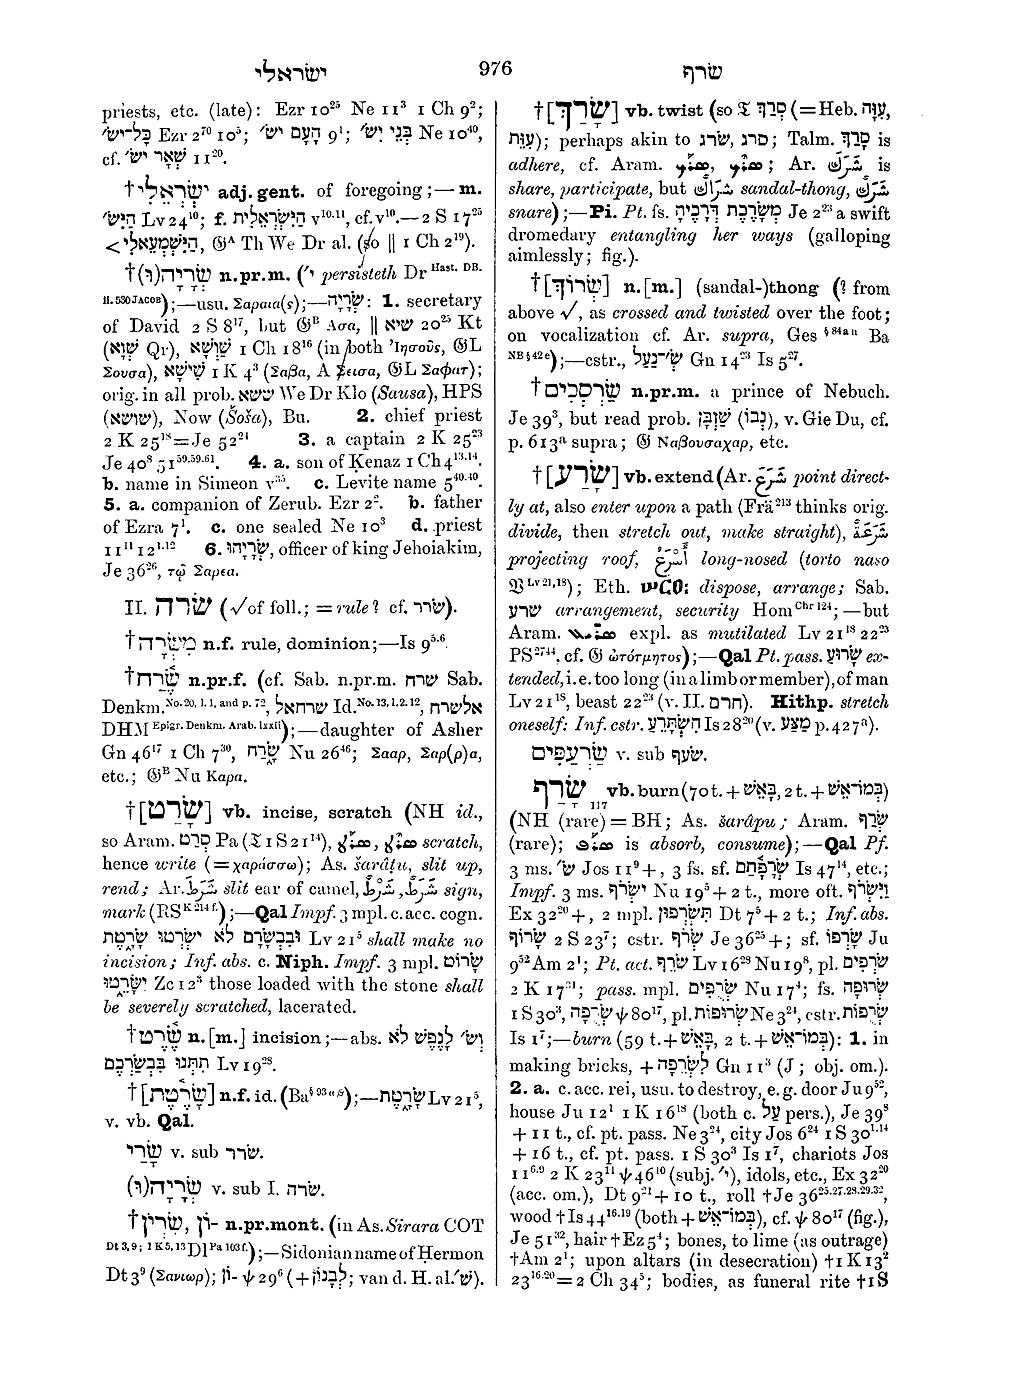 ישראלי 976 שׂרף
priests, etc. (late): Ezr 10²⁵ Ne 11³ 1 Ch 9²;
כָּל־יִשׂ׳ Ezr 2⁷⁰ 10⁵; הָעָם יִשׂ׳ 9¹; בְּנֵי יִשׂ׳ Ne 10⁴⁰,
cf. שְׁאָר יִשׂ׳ 11²⁰.
†יִשְׂרְאֵלִי adj. gent. of foregoing;—m.
הַיִּשׂ׳ Lv 24¹⁰; f. הַיִּשְׂרְאֵלִית v¹⁰·¹¹, cf. v¹⁰.—2 S 17²⁵
< הַיִּשְׁמְעֵאלִי, 𝔊ᴬ Th We Dr al. (so ‖ 1 Ch 2¹⁹).
†שְׂרָיָה(וּ) n.pr.m. (י׳ persisteth Dr Hast. DB.
II. 530 JACOB);—usu. Σαραια(ς);—שְׂרָיָה: 1. secretary
of David 2 S 8¹⁷, but 𝔊ᴮ Ασα, ‖ שיא 20²⁵ Kt
(שְׁוָא Qr), שַׁוְשָׁא 1 Ch 18¹⁶ (in both Ἰησοῦς, 𝔊L
Σουσα), שִׁישָׁא 1 K 4³ (Σαβα, A Σεισα, 𝔊L Σαφατ);
orig. in all prob. שׁשׁא We Dr Klo (Sausa), HPS
(שושא), Now (Šoša), Bu. 2. chief priest
2 K 25¹⁸=Je 52²⁴ 3. a captain 2 K 25²³
Je 40⁸ 51⁵⁹·⁵⁹·⁶¹. 4. a. son of Kenaz 1 Ch 4¹³·¹⁴.
b. name in Simeon v³⁵. c. Levite name 5⁴⁰·⁴⁰.
5. a. companion of Zerub. Ezr 2². b. father
of Ezra 7¹. c. one sealed Ne 10³ d. priest
11¹¹ 12¹·¹² 6. שְׂרָיָהוּ, officer of king Jehoiakim,
Je 36²⁶, τῷ Σαρεα.
II. שׂרה (√of foll.; = rule? cf. שׂרר).
†מִשְׂרָה n.f. rule, dominion;—Is 9⁵·⁶.
†שֶׂרַח n.pr.f. (cf. Sab. n.pr.m. שרח Sab.
Denkm. No. 20, l. 1, and p. 72, שרחאל Id. No. 13, 1. 2, 12, אלשרח
DHM Epigr. Denkm. Arab. lxxii);—daughter of Asher
Gn 46¹⁷ 1 Ch 7³⁰, שָׂרַח Nu 26⁴⁶; Σααρ, Σαρ(ρ)α,
etc.; 𝔊ᴮ Nu Καρα.
†[שָׂרַט] vb. incise, scratch (NH id.,
so Aram. סְרַט Pa (𝔗 1 S 21¹⁴), ܣܪܛ scratch,
hence write (= χαράσσω); As. šarâṭu, slit up,
rend; Ar. شَرَطَ slit ear of camel, شَرْط, شَرَط sign,
mark (RS K 214 f.);—Qal Impf. 3 mpl. c. acc. cogn.
וּבִבְשָׂרָם לֹא יִשְׂרְטוּ שָׂרָטֶת Lv 21⁵ shall make no
incision; Inf. abs. c. Niph. Impf. 3 mpl. שָׂרוֹט
יִשָּׂרֵטוּ Zc 12³ those loaded with the stone shall
be severely scratched, lacerated.
†שֶׂרֶט n.[m.] incision;—abs. וְשׂ׳ לָנֶפֶשׁ לֹא
תִתְּנוּ בִּבְשַׂרְכֶם Lv 19²⁸.
†[שָׂרֶטֶת] n.f. id. (Ba § 93 α β);—שָׂרָטֶת Lv 21⁵,
v. vb. Qal.
שָׂרַי v. sub שׂרר.
שְׂרָיָה(וּ) v. sub I. שׂרה.
†שִׂרְיֹן, ־וֹן n.pr.mont. (in As. Sirara COT
Dt 3, 9; 1 K 5, 13 Dl Pa 103 f.);—Sidonian name of Hermon
Dt 3⁹ (Σανιωρ); ־וֹן ψ 29⁶ (+ לְבָנוֹן; van d. H. al. שׁ׳).
†[שָׂרַךְ] vb. twist (so 𝔗 סְרַךְ (=Heb. עִוָּה,
עִוֵּת); perhaps akin to סרג, שׂרג; Talm. סְרַךְ is
adhere, cf. Aram. ܣܪܟ, ܣܪܟ; Ar. شَرِكَ is
share, participate, but شِرَاك sandal-thong, شَرَك
snare);—Pi. Pt. fs. מְשָׂרֶכֶת דְּרָכֶיהָ Je 2²³ a swift
dromedary entangling her ways (galloping
aimlessly; fig.).
†[שְׂרוֹךְ] n.[m.] (sandal-)thong (? from
above √, as crossed and twisted over the foot;
on vocalization cf. Ar. supra, Ges § 84 a n Ba
NB § 42 e);—cstr., שְׂ׳־נַעַל Gn 14²³ Is 5²⁷.
†שַׂרְסְכִים n.pr.m. a prince of Nebuch.
Je 39³, but read prob. שַׁזְבָּן (נְבוֹ), v. Gie Du, cf.
p. 613ᵃ supra; 𝔊 Ναβουσαχαρ, etc.
†[שָׂרַע] vb. extend (Ar. شَرَعَ point direct-
ly at, also enter upon a path (Frä²¹³ thinks orig.
divide, then stretch out, make straight), شَرَعَة
projecting roof, أَشْرَع long-nosed (torto naso
𝔙 Lv 21, 18); Eth. ሠርዐ: dispose, arrange; Sab.
שרע arrangement, security Hom Chr 124;—but
Aram. ܣܪܝܥ expl. as mutilated Lv 21¹⁸ 22²³
PS²⁷⁴⁴. cf. 𝔊 ὠτότμητος);—Qal Pt. pass. שָׂרוּעַ ex-
tended, i.e. too long (in a limb or member), of man
Lv 21¹⁸, beast 22²³ (v. II. חרם). Hithp. stretch
oneself: Inf. cstr. הִשְׂתָּרֵעַ Is 28²⁰ (v. מַצָּע p. 427ᵃ).
שַׂרְעַפִּים v. sub שׂעף.
שָׂרַף ₁₁₇ vb. burn (70 t. + בָּאֵשׁ, 2 t. + בְּמוֹ־אֵשׁ)
(NH (rare) = BH; As. šarâpu; Aram. שְׂרַף
(rare); ܣܪܦ is absorb, consume);—Qal Pf.
3 ms. שׂ׳ Jos 11⁹+, 3 fs. sf. שְׂרָפָתַם Is 47¹⁴, etc.;
Impf. 3 ms. יִשְׂרֹף Nu 19⁵ + 2 t., more oft. וַיִּשְׂרֹף
Ex 32²⁰+, 2 mpl. תִּשְׂרְפוּן Dt 7⁵ + 2 t.; Inf. abs.
שָׂרוֹף 2 S 23⁷; cstr. שְׂרֹף Je 36²⁵+; sf. שָׂרְפוֹ Ju
9⁵² Am 2¹; Pt. act. שֹׂרֵף Lv 16²⁸ Nu 19⁸, pl. שֹׂרְפִים
2 K 17³¹; pass. mpl. שְׂרֻפִים Nu 17⁴; fs. שְׂרוּפָה
1 S 30³, שְׂרֻפָה ψ 80¹⁷, pl. שְׂרוּפוֹת Ne 3³⁴, cstr. שְׂרֻפוֹת
Is 1⁷;—burn (59 t. + בָּאֵשׁ, 2 t. + בְּמוֹ־אֵשׁ): 1. in
making bricks, + לִשְׂרֵפָה Gn 11³ (J; obj. om.).
2. a. c. acc. rei, usu. to destroy, e.g. door Ju 9⁵²,
house Ju 12¹ 1 K 16¹⁸ (both c. עַל pers.), Je 39⁸
+ 11 t., cf. pt. pass. Ne 3³⁴, city Jos 6²⁴ 1 S 30¹·¹⁴
+ 16 t., cf. pt. pass. 1 S 30³ Is 1⁷, chariots Jos
11⁶·⁹ 2 K 23¹¹ ψ 46¹⁰ (subj. י׳), idols, etc., Ex 32²⁰
(acc. om.), Dt 9²¹ + 10 t., roll †Je 36²⁵·²⁷·²⁸·²⁹·³²,
wood †Is 44¹⁶·¹⁹ (both + בְּמוֹ־אֵשׁ), cf. ψ 80¹⁷ (fig.),
Je 51³², hair †Ez 5⁴; bones, to lime (as outrage)
†Am 2¹; upon altars (in desecration) †1 K 13²
23¹⁶·²⁰=2 Ch 34⁵; bodies, as funeral rite †1 S